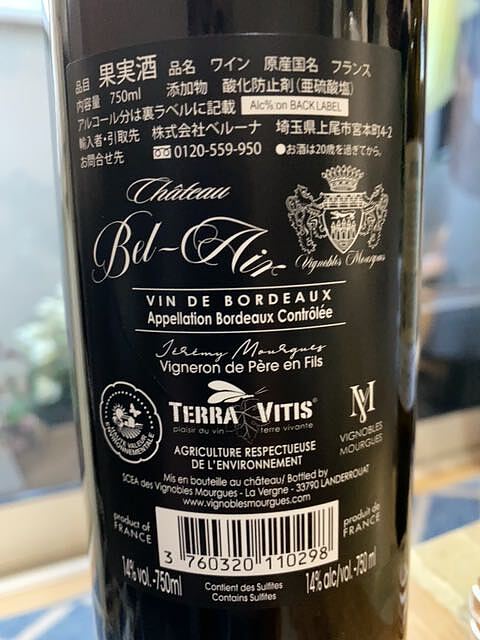 品目 果実酒 品名 ワイン 原産国名 フランス
内容量 750ml 添加物 酸化防止剤(亜硫酸塩)
アルコール分は裏ラベルに記載 Alc%:on BACK LABEL
輸入者・引取先 株式会社ベルーナ 埼玉県上尾市宮本町4-2
お問合せ先 0120-559-950 ●お酒は20歳を過ぎてから。
Château
Bel-Air
Vignobles Mourgues
VIN DE BORDEAUX
Appellation Bordeaux Contrôlée
Jérémy Mourgues
Vigneron de Père en Fils
HAUTE VALEUR ENVIRONNEMENTALE
TERRA VITIS®
plaisir du vin terre vivante
VM
VIGNOBLES
MOURGUES
AGRICULTURE RESPECTUEUSE
DE L'ENVIRONNEMENT
Mis en bouteille au château/ Bottled by
SCEA des Vignobles Mourgues - La Vergne - 33790 LANDERROUAT
www.vignoblesmourgues.com
product of
FRANCE
produit de
FRANCE
3 760320 110298
14% vol. -750ml
14% alc/vol. -750 ml
Contient des Sulfites
Contains Sulfites